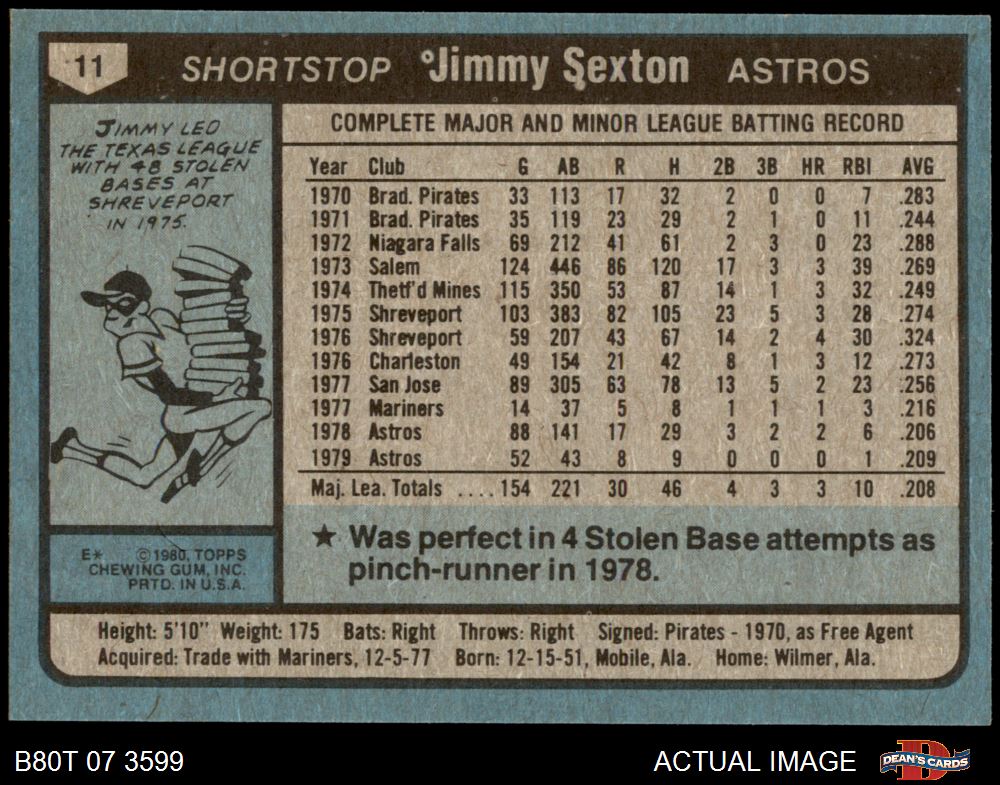 11 SHORTSTOP Jimmy Sexton ASTROS
JIMMY LED
THE TEXAS LEAGUE
WITH 48 STOLEN
BASES AT
SHREVEPORT
IN 1975.
COMPLETE MAJOR AND MINOR LEAGUE BATTING RECORD
Year Club G AB R H 2B 3B HR RBI AVG
1970 Brad. Pirates 33 113 17 32 2 0 0 7 .283
1971 Brad. Pirates 35 119 23 29 2 1 0 11 .244
1972 Niagara Falls 69 212 41 61 2 3 0 23 .288
1973 Salem 124 446 86 120 17 3 3 39 .269
1974 Thetf'd Mines 115 350 53 87 14 1 3 32 .249
1975 Shreveport 103 383 82 105 23 5 3 28 .274
1976 Shreveport 59 207 43 67 14 2 4 30 .324
1976 Charleston 49 154 21 42 8 1 3 12 .273
1977 San Jose 89 305 63 78 13 5 2 23 .256
1977 Mariners 14 37 5 8 1 1 1 3 .216
1978 Astros 88 141 17 29 3 2 2 6 .206
1979 Astros 52 43 8 9 0 0 0 1 .209
Maj. Lea. Totals .... 154 221 30 46 4 3 3 10 .208
★ Was perfect in 4 Stolen Base attempts as
pinch-runner in 1978.
E* ©1980, TOPPS
CHEWING GUM, INC.
PRTD. IN U.S.A.
Height: 5'10" Weight: 175 Bats: Right Throws: Right Signed: Pirates - 1970, as Free Agent
Acquired: Trade with Mariners, 12-5-77 Born: 12-15-51, Mobile, Ala. Home: Wilmer, Ala.
B80T 07 3599 ACTUAL IMAGE D DEAN'S CARDS